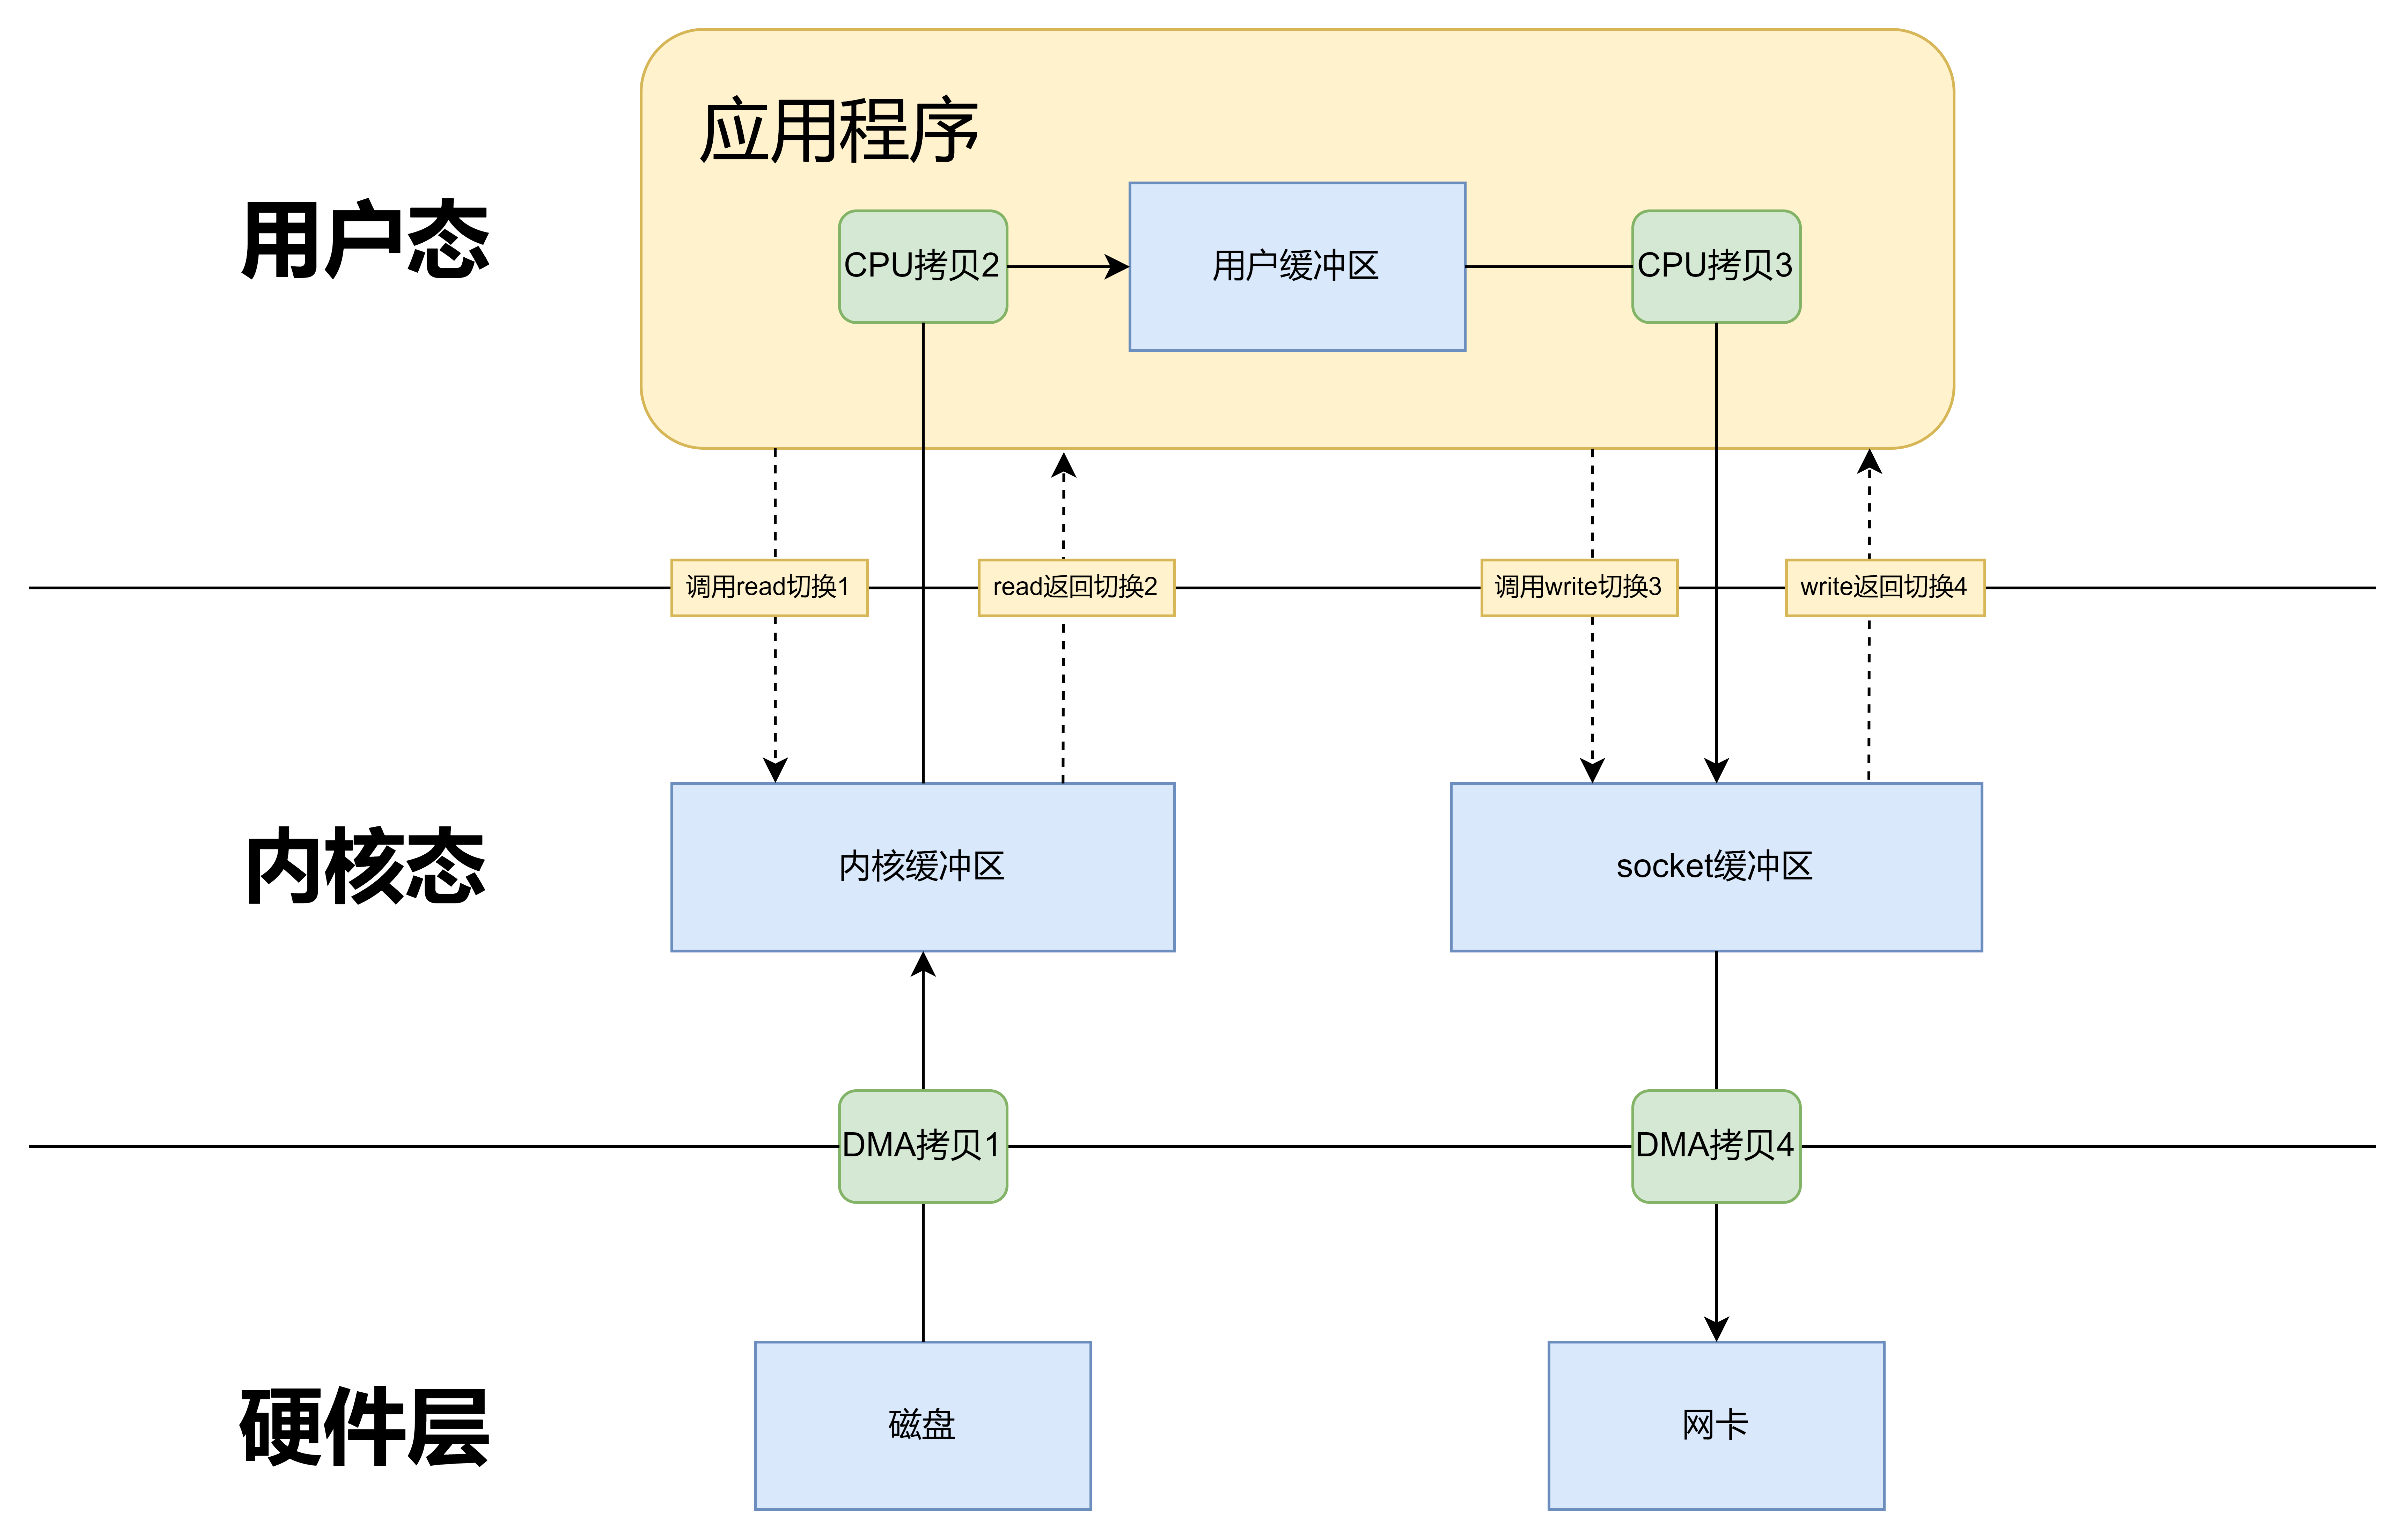 应用程序
用户态
CPU拷贝2
用户缓冲区
CPU拷贝3
调用read切换1
read返回切换2
调用write切换3
write返回切换4
内核态
内核缓冲区
socket缓冲区
DMA拷贝1
DMA拷贝4
硬件层
磁盘
网卡